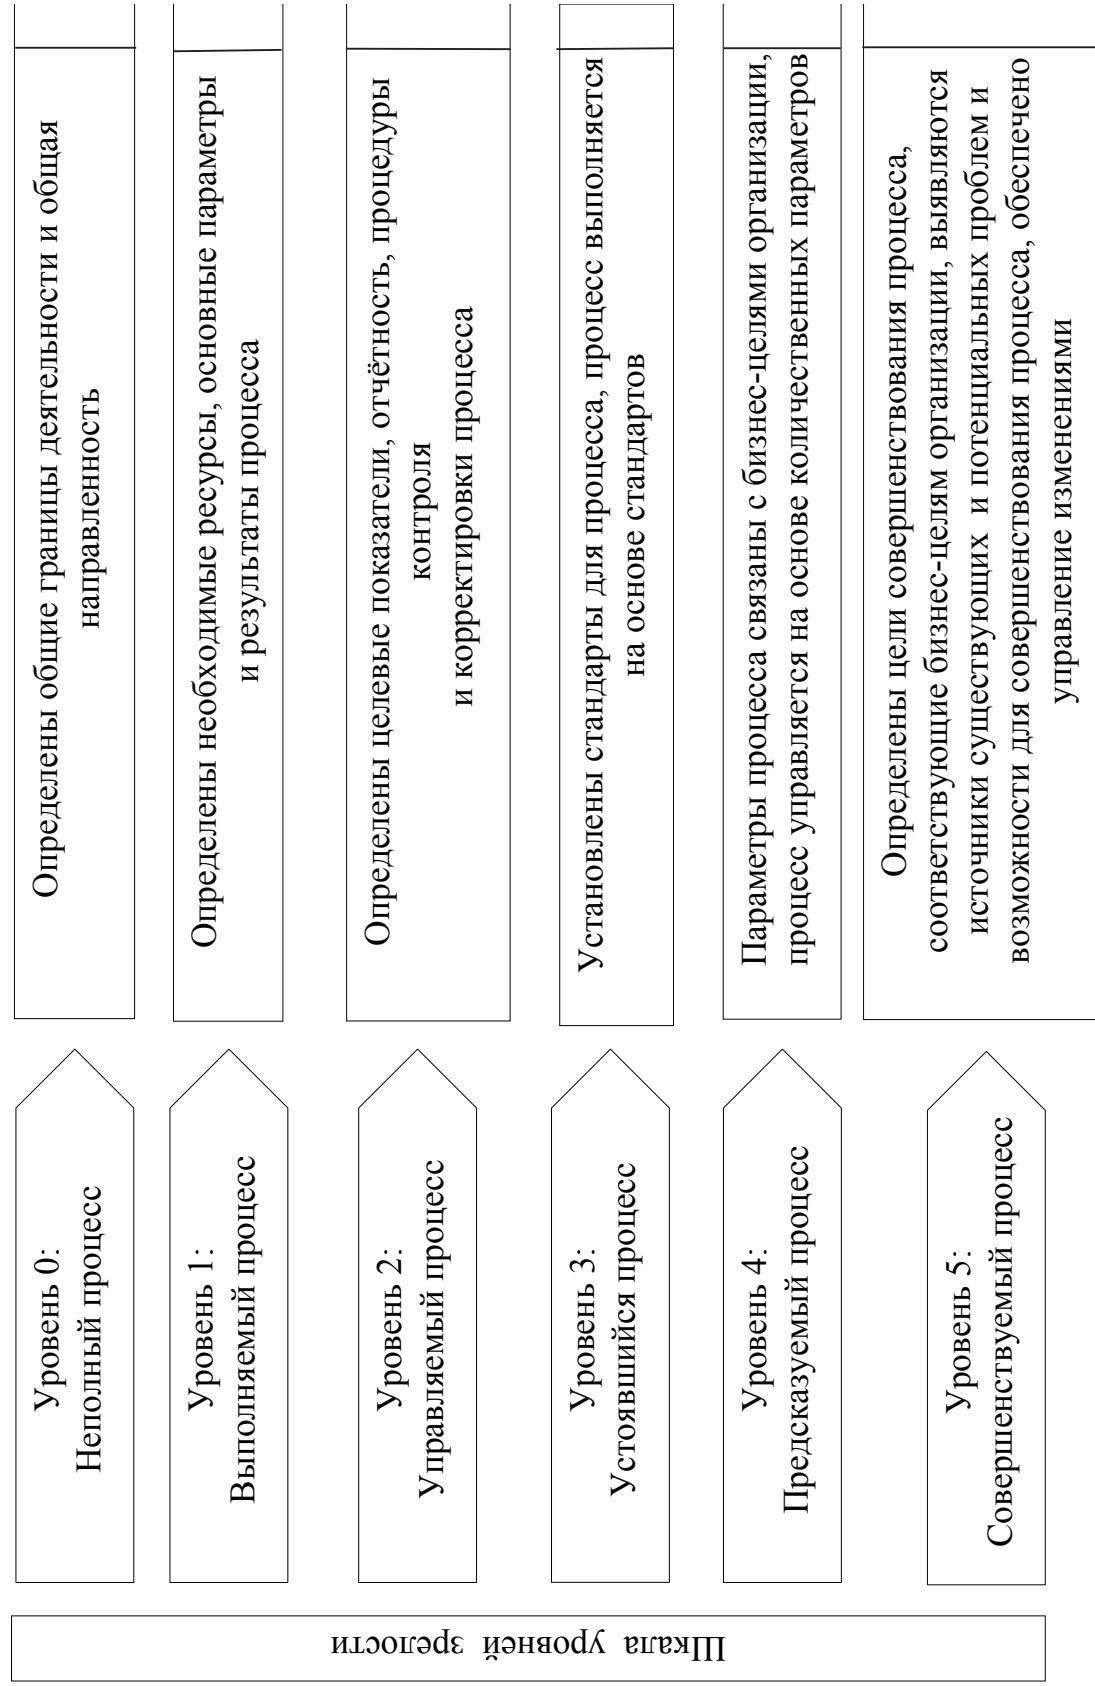 Шкала уровней зрелости
Уровень 0:
Неполный процесс
Определены общие границы деятельности и общая
направленность
Уровень 1:
Выполняемый процесс
Определены необходимые ресурсы, основные параметры
и результаты процесса
Уровень 2:
Управляемый процесс
Определены целевые показатели, отчётность, процедуры
контроля
и корректировки процесса
Уровень 3:
Устоявшийся процесс
Установлены стандарты для процесса, процесс выполняется
на основе стандартов
Уровень 4:
Предсказуемый процесс
Параметры процесса связаны с бизнес-целями организации,
процесс управляется на основе количественных параметров
Уровень 5:
Совершенствуемый процесс
Определены цели совершенствования процесса,
соответствующие бизнес-целям организации, выявляются
источники существующих и потенциальных проблем и
возможности для совершенствования процесса, обеспечено
управление изменениями